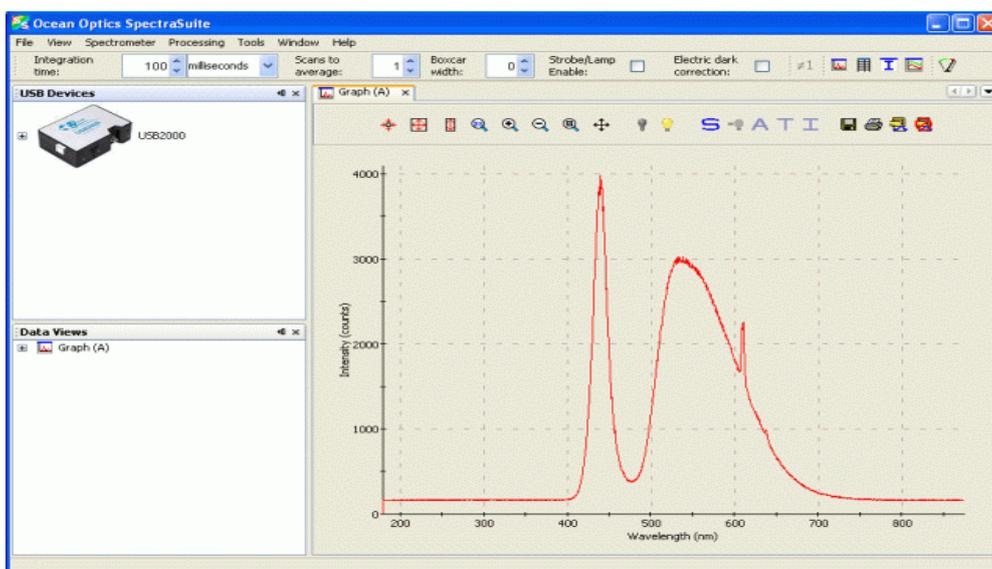 Ocean Optics SpectraSuite
File View Spectrometer Processing Tools Window Help
Integration time: 100 milliseconds Scans to average: 1 Boxcar width: 0 Strobe/Lamp Enable: Electric dark correction: ≠1
USB Devices
USB2000
Data Views
Graph (A)
Graph (A)
S A T I
4000
3000
2000
1000
0
Intensity (counts)
200 300 400 500 600 700 800
Wavelength (nm)